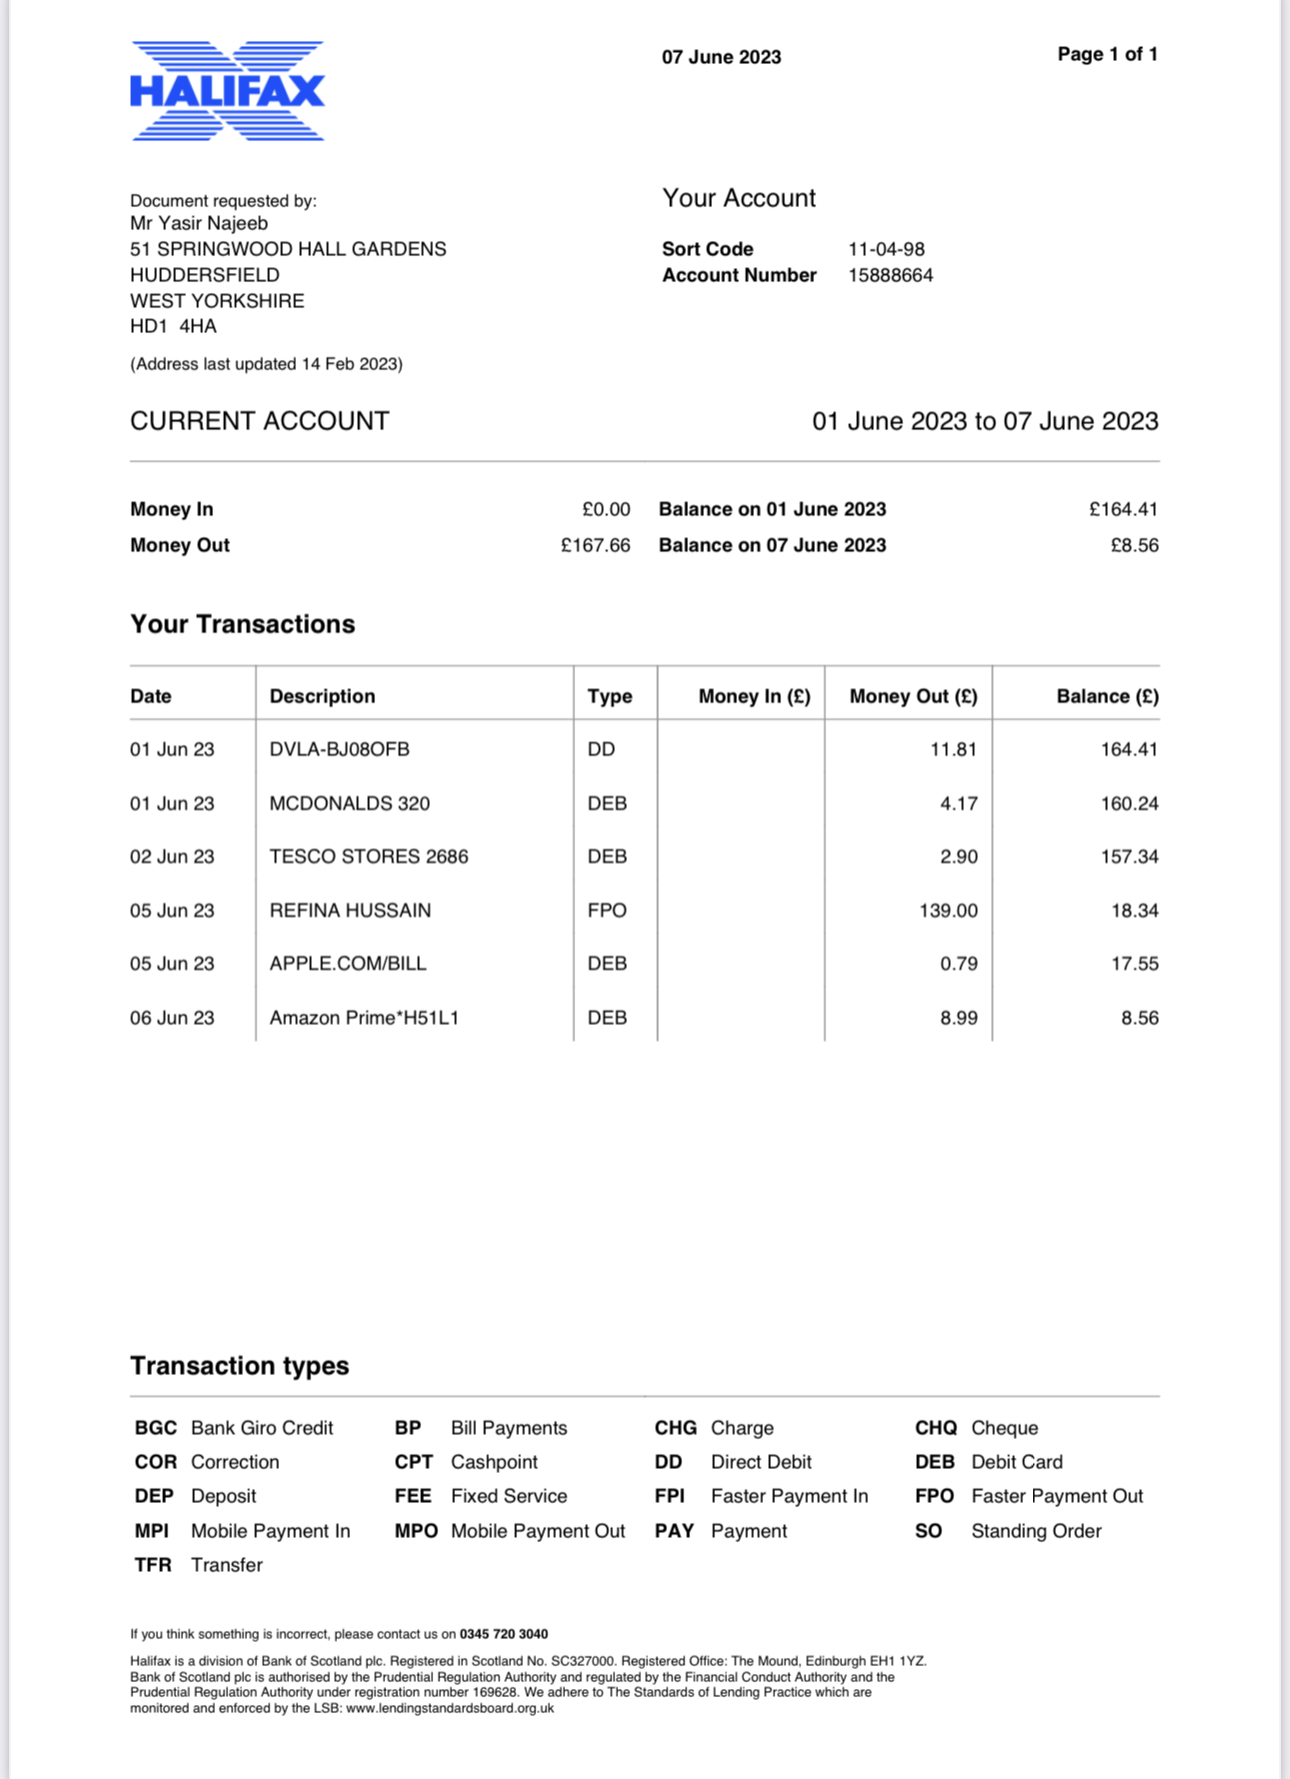 HALIFAX
07 June 2023
Page 1 of 1
Document requested by:
Mr Yasir Najeeb
51 SPRINGWOOD HALL GARDENS
HUDDERSFIELD
WEST YORKSHIRE
HD1 4HA
(Address last updated 14 Feb 2023)
Your Account
Sort Code 11-04-98
Account Number 15888664
CURRENT ACCOUNT 01 June 2023 to 07 June 2023
Money In £0.00 Balance on 01 June 2023 £164.41
Money Out £167.66 Balance on 07 June 2023 £8.56
Your Transactions
Date Description Type Money In (£) Money Out (£) Balance (£)
01 Jun 23 DVLA-BJ08OFB DD 11.81 164.41
01 Jun 23 MCDONALDS 320 DEB 4.17 160.24
02 Jun 23 TESCO STORES 2686 DEB 2.90 157.34
05 Jun 23 REFINA HUSSAIN FPO 139.00 18.34
05 Jun 23 APPLE.COM/BILL DEB 0.79 17.55
06 Jun 23 Amazon Prime*H51L1 DEB 8.99 8.56
Transaction types
BGC Bank Giro Credit BP Bill Payments CHG Charge CHQ Cheque
COR Correction CPT Cashpoint DD Direct Debit DEB Debit Card
DEP Deposit FEE Fixed Service FPI Faster Payment In FPO Faster Payment Out
MPI Mobile Payment In MPO Mobile Payment Out PAY Payment SO Standing Order
TFR Transfer
If you think something is incorrect, please contact us on 0345 720 3040
Halifax is a division of Bank of Scotland plc. Registered in Scotland No. SC327000. Registered Office: The Mound, Edinburgh EH1 1YZ.
Bank of Scotland plc is authorised by the Prudential Regulation Authority and regulated by the Financial Conduct Authority and the
Prudential Regulation Authority under registration number 169628. We adhere to The Standards of Lending Practice which are
monitored and enforced by the LSB: www.lendingstandardsboard.org.uk